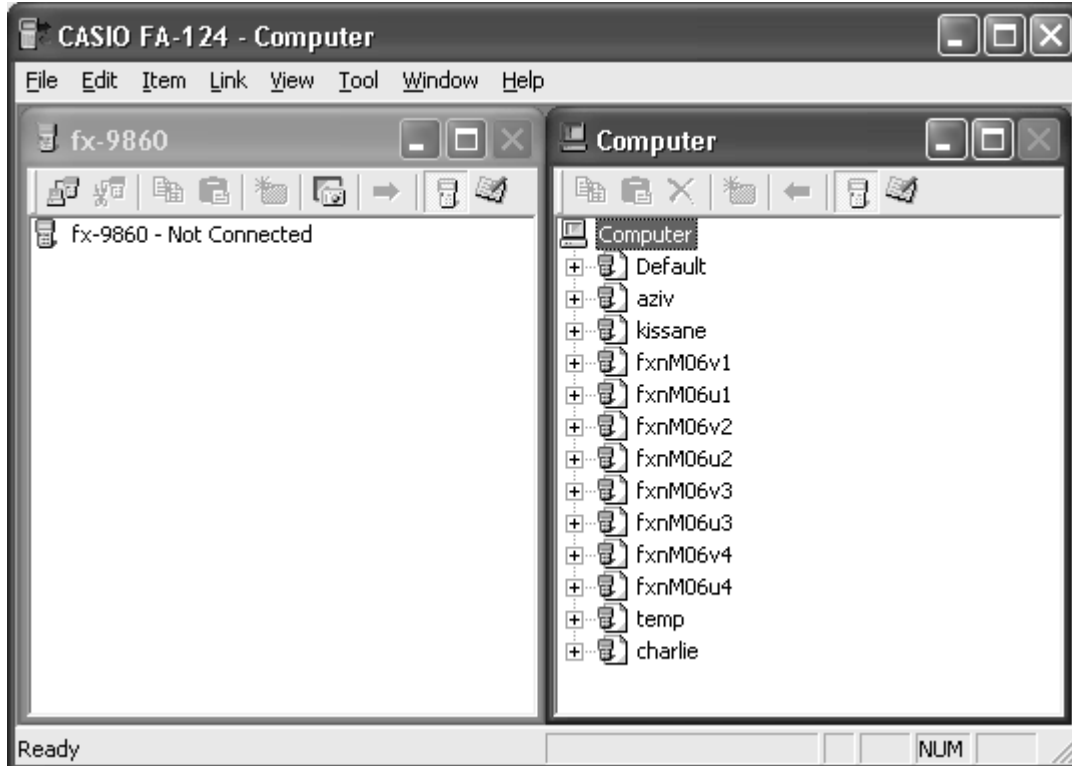 CASIO FA-124 - Computer
File Edit Item Link View Tool Window Help
fx-9860
fx-9860 - Not Connected
Computer
Computer
Default
aziv
kissane
fxnM06v1
fxnM06u1
fxnM06v2
fxnM06u2
fxnM06v3
fxnM06u3
fxnM06v4
fxnM06u4
temp
charlie
Ready
NUM